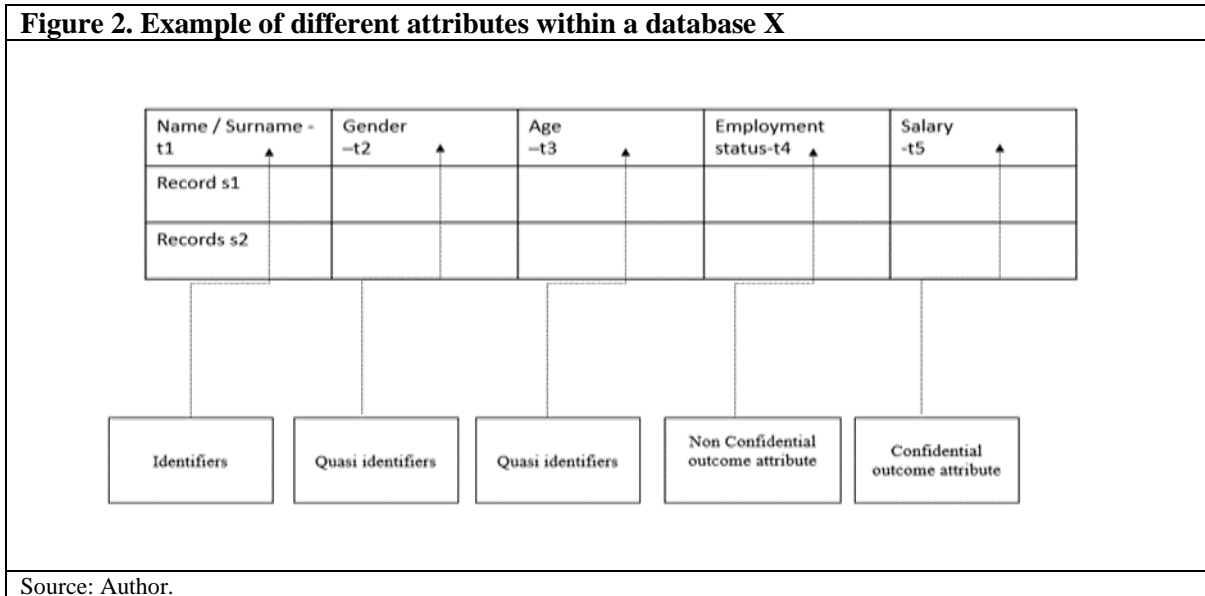 Figure 2. Example of different attributes within a database X
Name / Surname -
t1
Gender
–t2
Age
–t3
Employment
status-t4
Salary
-t5
Record s1
Records s2
Identifiers
Quasi identifiers
Quasi identifiers
Non Confidential
outcome attribute
Confidential
outcome attribute
Source: Author.